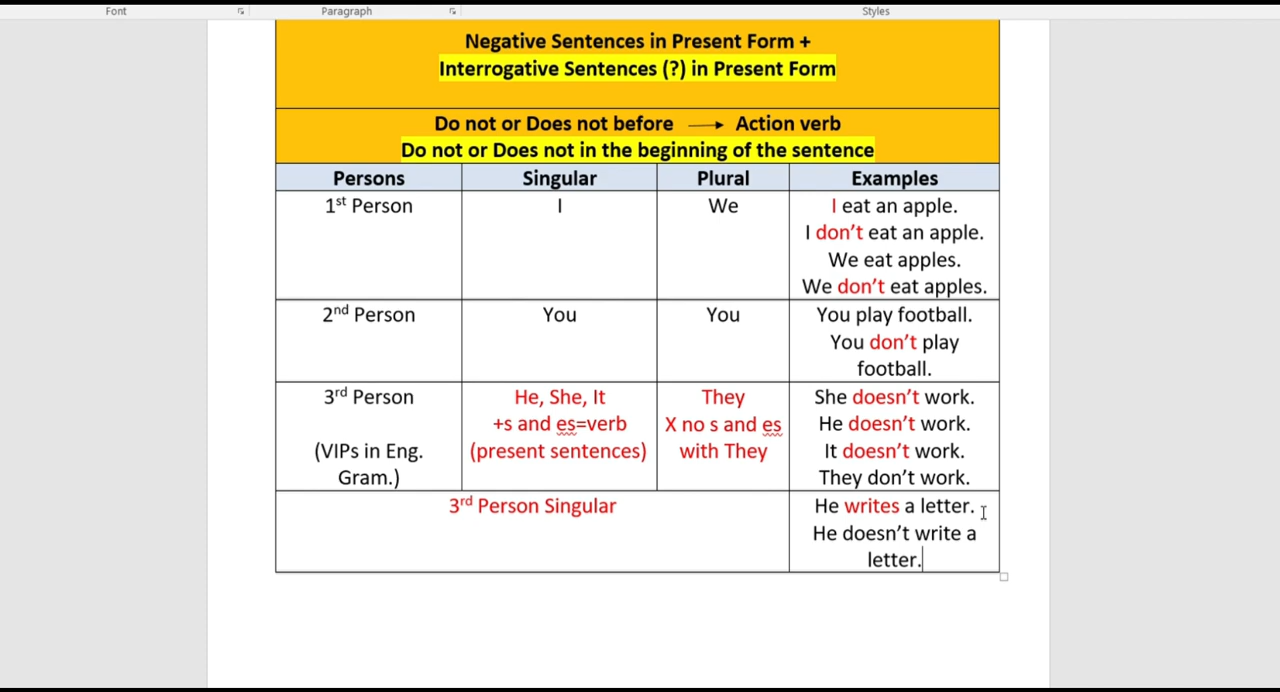 Font Paragraph Styles
Negative Sentences in Present Form +
Interrogative Sentences (?) in Present Form
Do not or Does not before → Action verb
Do not or Does not in the beginning of the sentence
Persons Singular Plural Examples
1st Person I We I eat an apple.
I don't eat an apple.
We eat apples.
We don't eat apples.
2nd Person You You You play football.
You don't play
football.
3rd Person He, She, It They She doesn't work.
+s and es=verb X no s and es He doesn't work.
(VIPs in Eng. (present sentences) with They It doesn't work.
Gram.) They don't work.
3rd Person Singular He writes a letter.
He doesn't write a
letter.